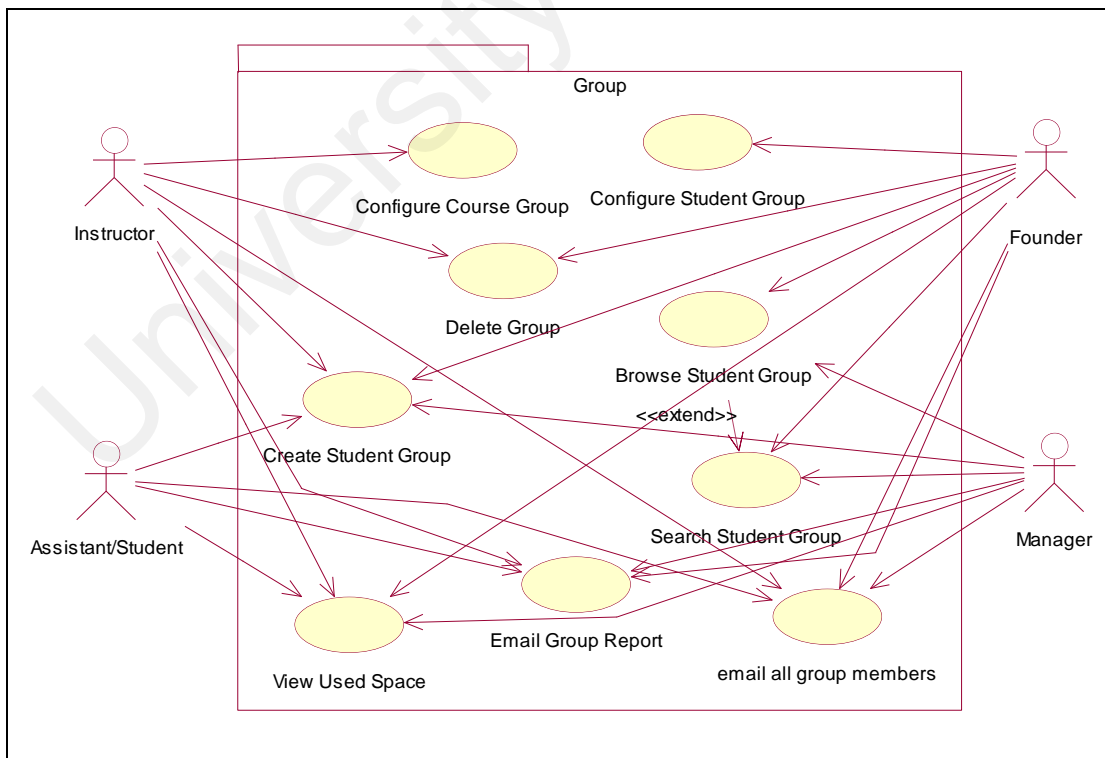 University
Group
Configure Course Group
Configure Student Group
Instructor
Founder
Delete Group
Browse Student Group
<<extend>>
Create Student Group
Search Student Group
Assistant/Student
Manager
Email Group Report
email all group members
View Used Space